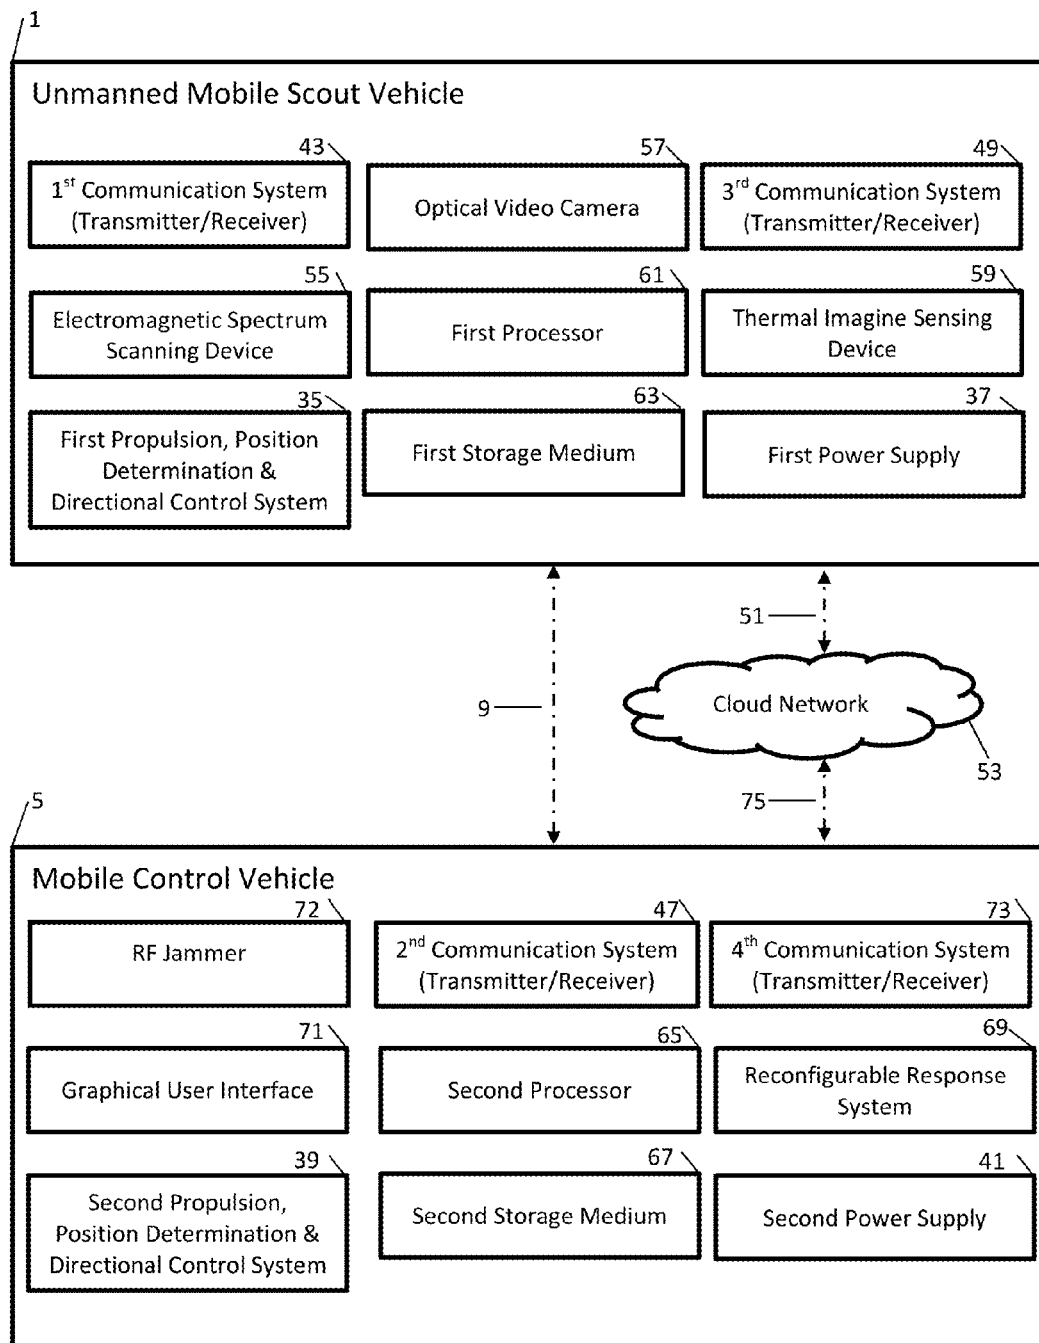 1
Unmanned Mobile Scout Vehicle
43
57
49
1st Communication System
(Transmitter/Receiver)
Optical Video Camera
3rd Communication System
(Transmitter/Receiver)
55
61
59
Electromagnetic Spectrum
Scanning Device
First Processor
Thermal Imagine Sensing
Device
35
63
37
First Propulsion, Position
Determination &
Directional Control System
First Storage Medium
First Power Supply
51
9
Cloud Network
53
75
5
Mobile Control Vehicle
72
47
73
RF Jammer
2nd Communication System
(Transmitter/Receiver)
4th Communication System
(Transmitter/Receiver)
71
65
69
Graphical User Interface
Second Processor
Reconfigurable Response
System
39
67
41
Second Propulsion,
Position Determination &
Directional Control System
Second Storage Medium
Second Power Supply